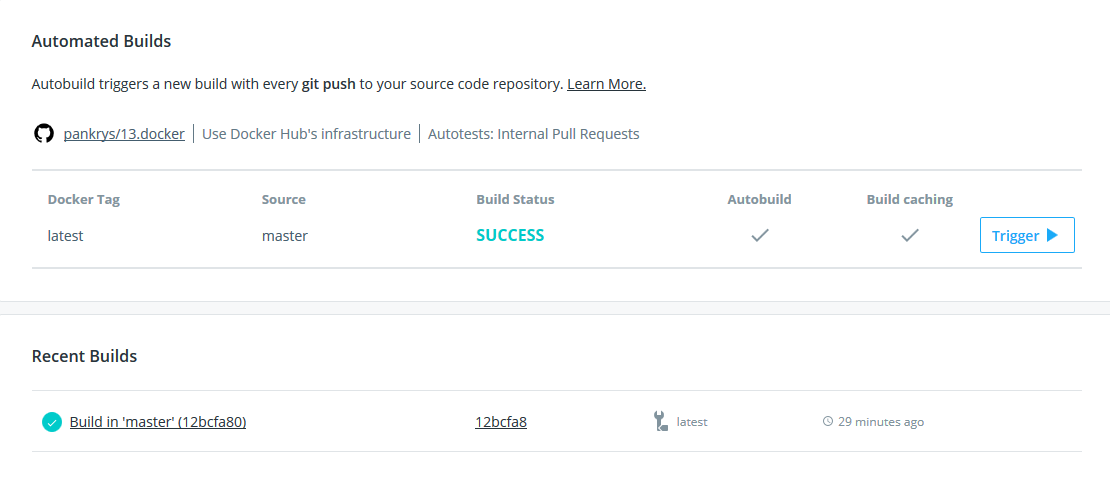 Automated Builds
Autobuild triggers a new build with every git push to your source code repository. Learn More.
pankrys/13.docker | Use Docker Hub's infrastructure | Autotests: Internal Pull Requests
Docker Tag Source Build Status Autobuild Build caching
latest master SUCCESS Trigger
Recent Builds
Build in 'master' (12bcfa80) 12bcfa8 latest 29 minutes ago